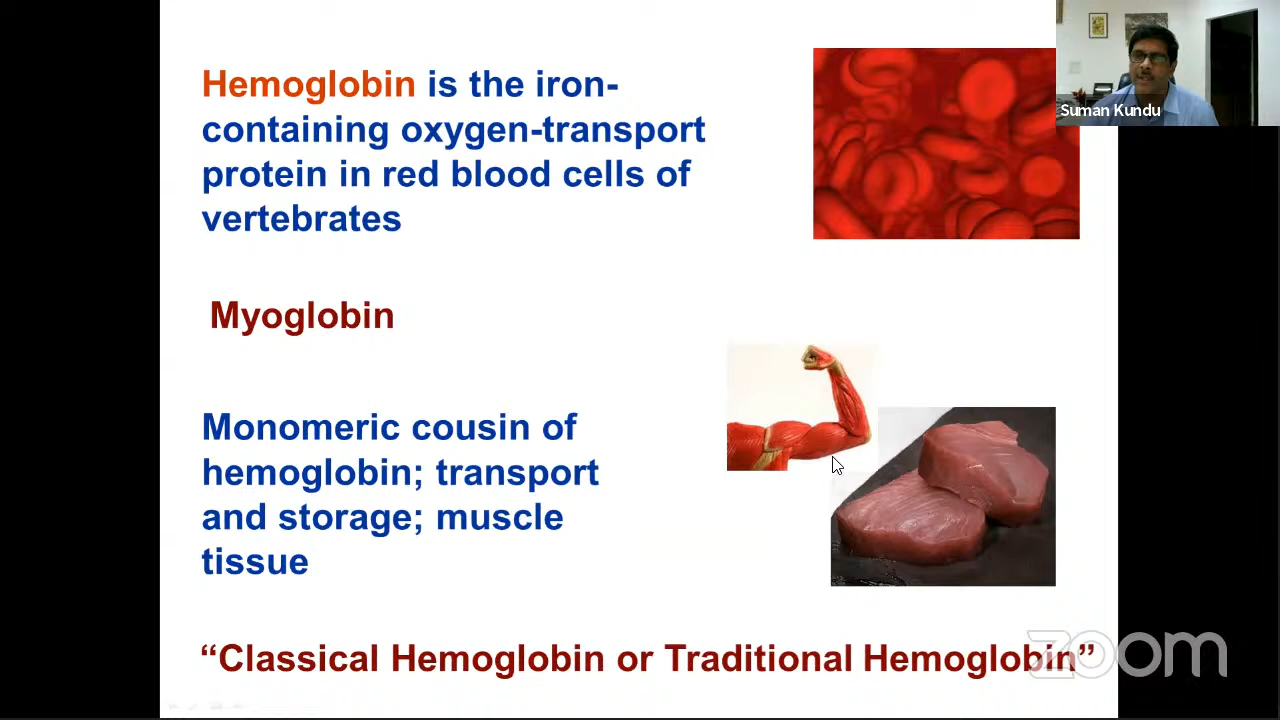 Hemoglobin is the iron-
containing oxygen-transport
protein in red blood cells of
vertebrates
Suman Kundu
Myoglobin
Monomeric cousin of
hemoglobin; transport
and storage; muscle
tissue
“Classical Hemoglobin or Traditional Hemoglobin”
zoom